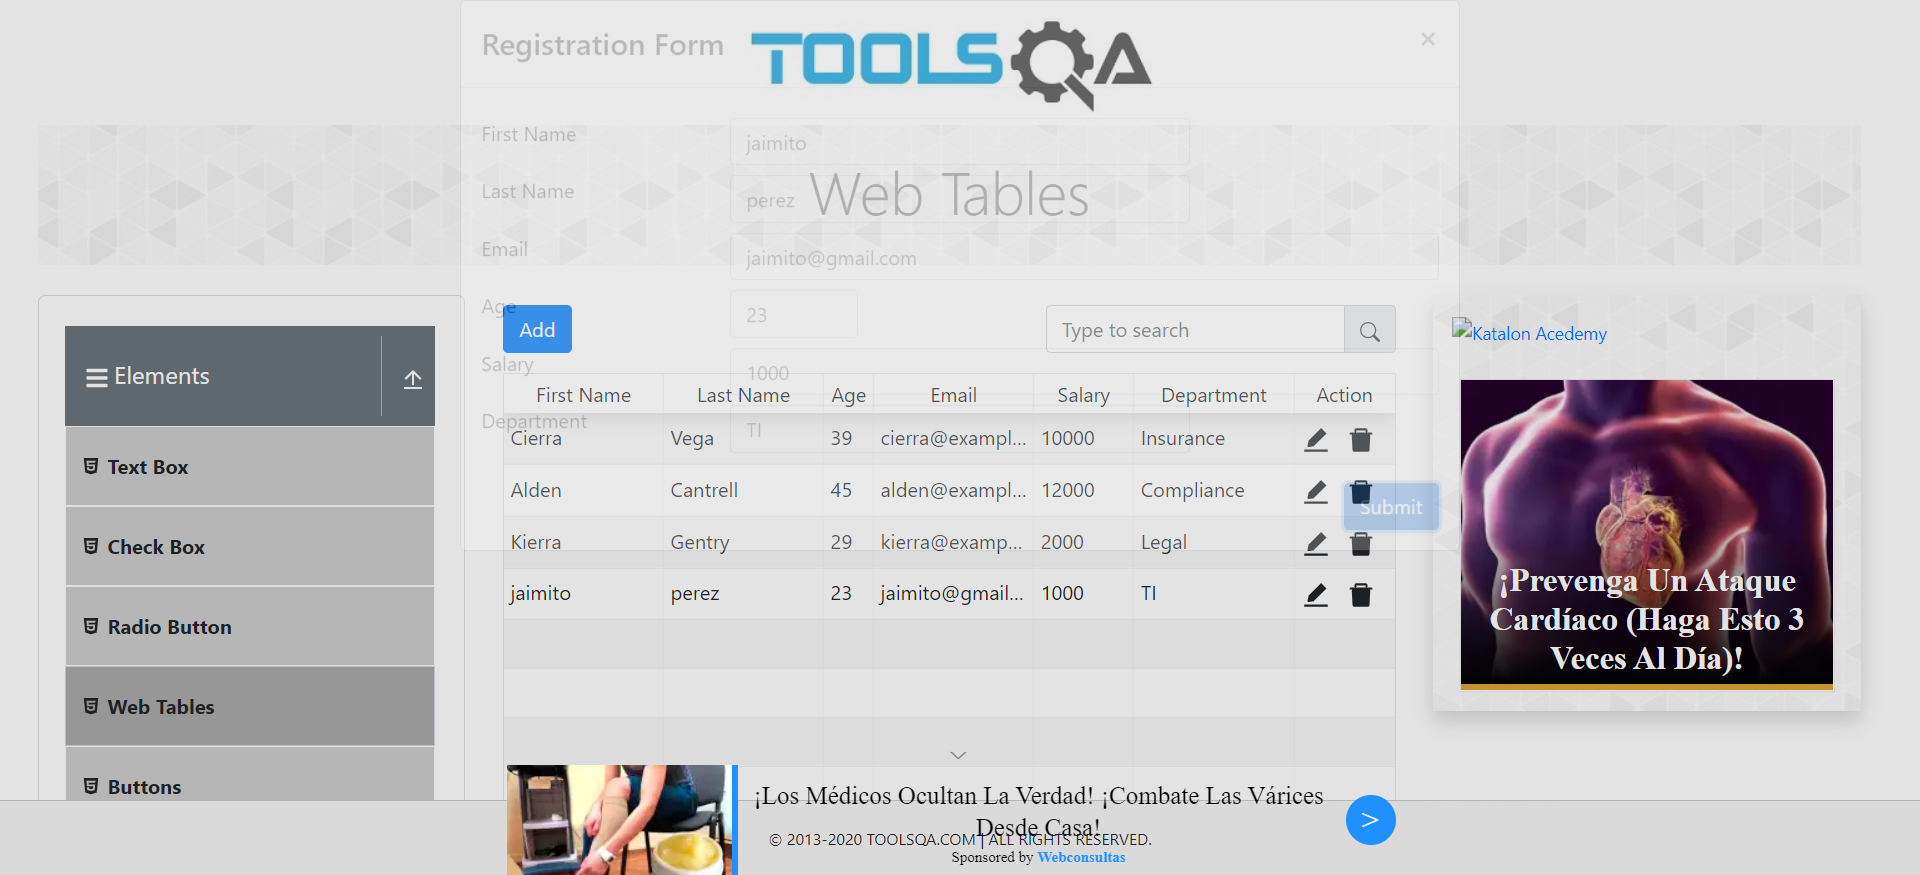 Registration Form
TOOLSQA
×
First Name
jaimito
Last Name
perez
Web Tables
Email
jaimito@gmail.com
Age
23
Salary
1000
Department
TI
Submit
Elements
Text Box
Check Box
Radio Button
Web Tables
Buttons
Add
Type to search
First Name Last Name Age Email Salary Department Action
Cierra Vega 39 cierra@exampl... 10000 Insurance
Alden Cantrell 45 alden@exampl... 12000 Compliance
Kierra Gentry 29 kierra@examp... 2000 Legal
jaimito perez 23 jaimito@gmail... 1000 TI
Katalon Acedemy
¡Prevenga Un Ataque
Cardíaco (Haga Esto 3
Veces Al Día)!
¡Los Médicos Ocultan La Verdad! ¡Combate Las Várices
Desde Casa!
>
© 2013-2020 TOOLSQA.COM | ALL RIGHTS RESERVED.
Sponsored by Webconsultas